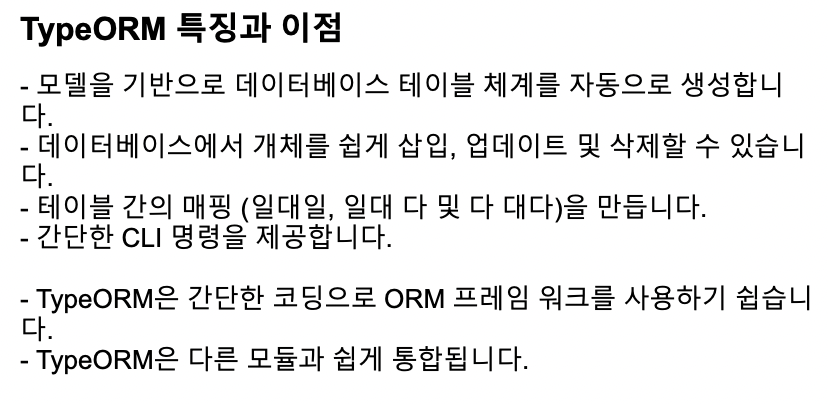 TypeORM 특징과 이점
- 모델을 기반으로 데이터베이스 테이블 체계를 자동으로 생성합니
다.
- 데이터베이스에서 개체를 쉽게 삽입, 업데이트 및 삭제할 수 있습니
다.
- 테이블 간의 매핑 (일대일, 일대 다 및 다 대다)을 만듭니다.
- 간단한 CLI 명령을 제공합니다.
- TypeORM은 간단한 코딩으로 ORM 프레임 워크를 사용하기 쉽습니
다.
- TypeORM은 다른 모듈과 쉽게 통합됩니다.